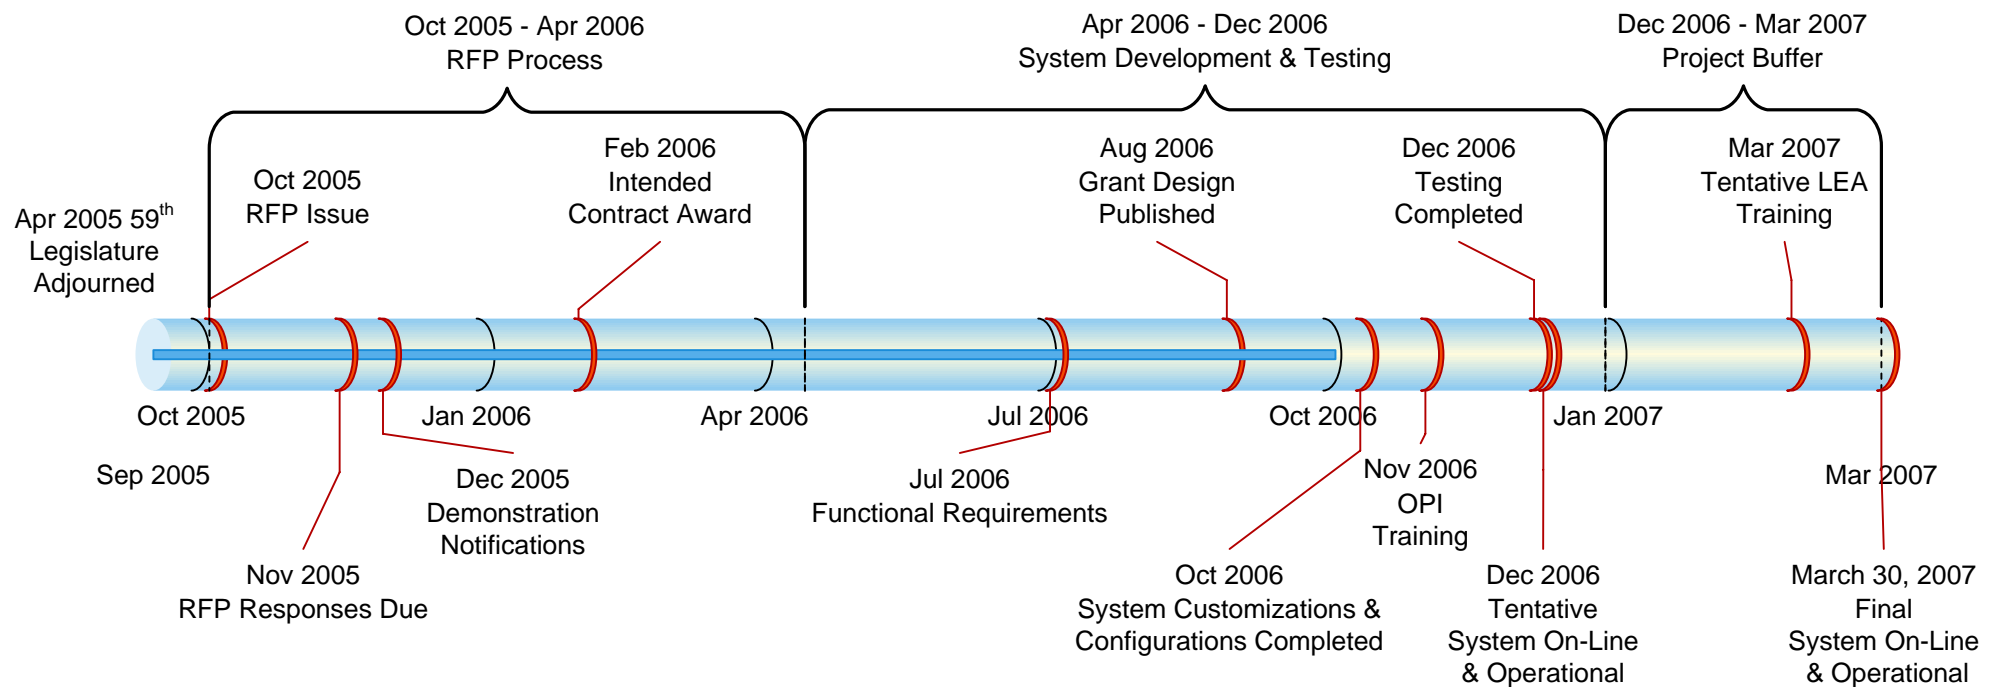 Oct 2005 - Apr 2006
RFP Process
Apr 2006 - Dec 2006
System Development & Testing
Dec 2006 - Mar 2007
Project Buffer
Apr 2005 59th
Legislature
Adjourned
Oct 2005
RFP Issue
Feb 2006
Intended
Contract Award
Aug 2006
Grant Design
Published
Dec 2006
Testing
Completed
Mar 2007
Tentative LEA
Training
Oct 2005
Jan 2006
Apr 2006
Jul 2006
Oct 2006
Jan 2007
Sep 2005
Mar 2007
Nov 2005
RFP Responses Due
Dec 2005
Demonstration
Notifications
Jul 2006
Functional Requirements
Oct 2006
System Customizations &
Configurations Completed
Nov 2006
OPI
Training
Dec 2006
Tentative
System On-Line
& Operational
March 30, 2007
Final
System On-Line
& Operational